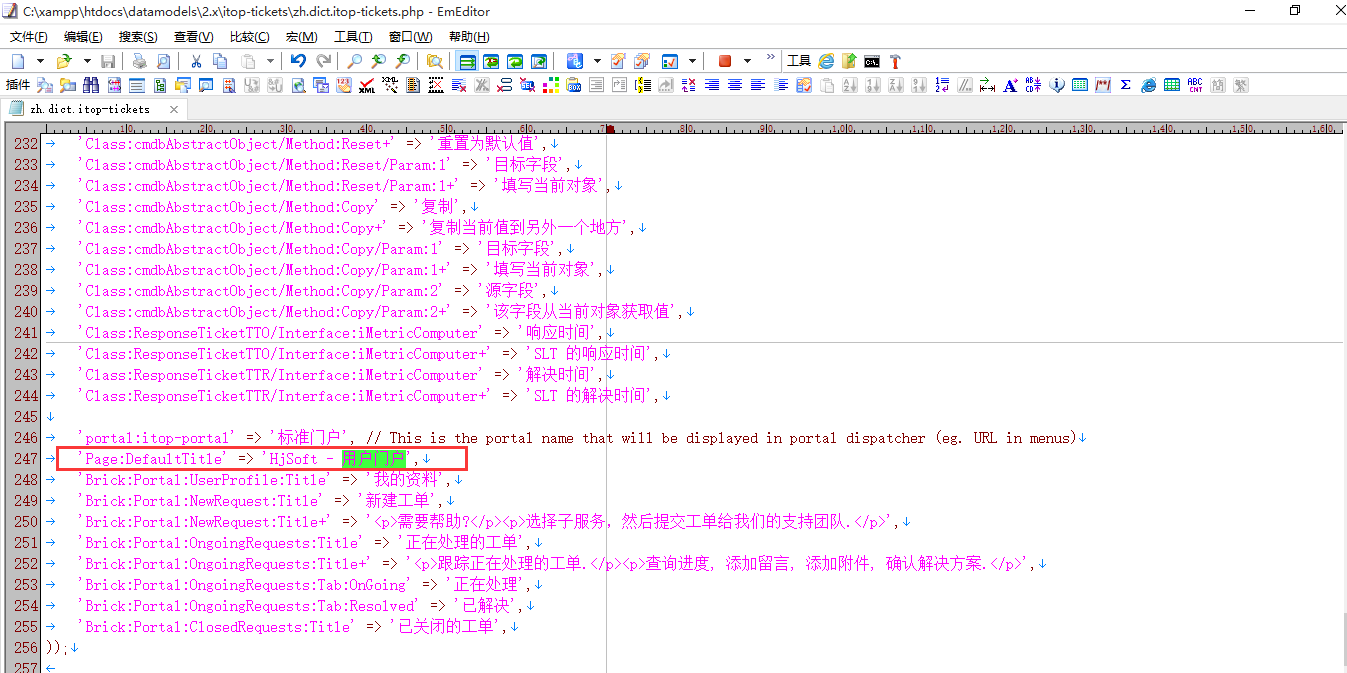 C:\xampp\htdocs\datamodels\2.x\itop-tickets\zh.dict.itop-tickets.php - EmEditor
文件(F) 编辑(E) 搜索(S) 查看(V) 比较(C) 宏(M) 工具(T) 窗口(W) 帮助(H)
工具
插件
zh.dict.itop-tickets
232 'Class:cmdbAbstractObject/Method:Reset+' => '重置为默认值',
233 'Class:cmdbAbstractObject/Method:Reset/Param:1' => '目标字段',
234 'Class:cmdbAbstractObject/Method:Reset/Param:1+' => '填写当前对象',
235 'Class:cmdbAbstractObject/Method:Copy' => '复制',
236 'Class:cmdbAbstractObject/Method:Copy+' => '复制当前值到另外一个地方',
237 'Class:cmdbAbstractObject/Method:Copy/Param:1' => '目标字段',
238 'Class:cmdbAbstractObject/Method:Copy/Param:1+' => '填写当前对象',
239 'Class:cmdbAbstractObject/Method:Copy/Param:2' => '源字段',
240 'Class:cmdbAbstractObject/Method:Copy/Param:2+' => '该字段从当前对象获取值',
241 'Class:ResponseTicketTTO/Interface:iMetricComputer' => '响应时间',
242 'Class:ResponseTicketTTO/Interface:iMetricComputer+' => 'SLT 的响应时间',
243 'Class:ResponseTicketTTR/Interface:iMetricComputer' => '解决时间',
244 'Class:ResponseTicketTTR/Interface:iMetricComputer+' => 'SLT 的解决时间',
245
246 'portal:itop-portal' => '标准门户', // This is the portal name that will be displayed in portal dispatcher (eg. URL in menus)
247 'Page:DefaultTitle' => 'HjSoft - 用户门户',
248 'Brick:Portal:UserProfile:Title' => '我的资料',
249 'Brick:Portal:NewRequest:Title' => '新建工单',
250 'Brick:Portal:NewRequest:Title+' => '<p>需要帮助?</p><p>选择子服务，然后提交工单给我们的支持团队.</p>',
251 'Brick:Portal:OngoingRequests:Title' => '正在处理的工单',
252 'Brick:Portal:OngoingRequests:Title+' => '<p>跟踪正在处理的工单.</p><p>查询进度, 添加留言, 添加附件, 确认解决方案.</p>',
253 'Brick:Portal:OngoingRequests:Tab:OnGoing' => '正在处理',
254 'Brick:Portal:OngoingRequests:Tab:Resolved' => '已解决',
255 'Brick:Portal:ClosedRequests:Title' => '已关闭的工单',
256 ));
257